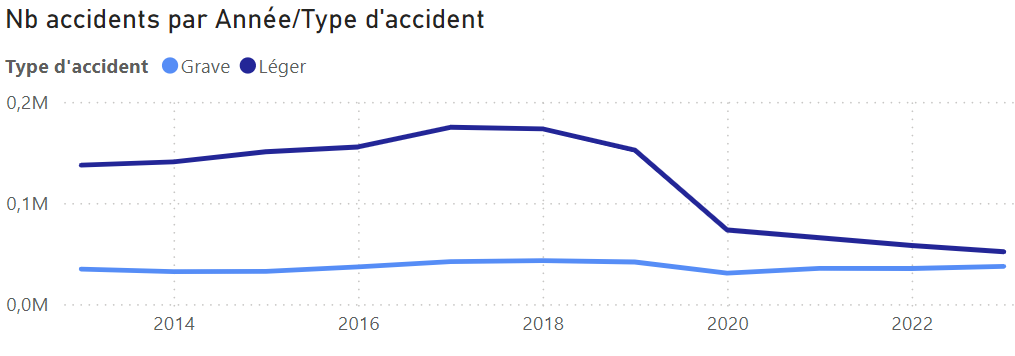 Nb accidents par Année/Type d'accident
Type d'accident Grave Léger
0,2M
0,1M
0,0M
2014 2016 2018 2020 2022